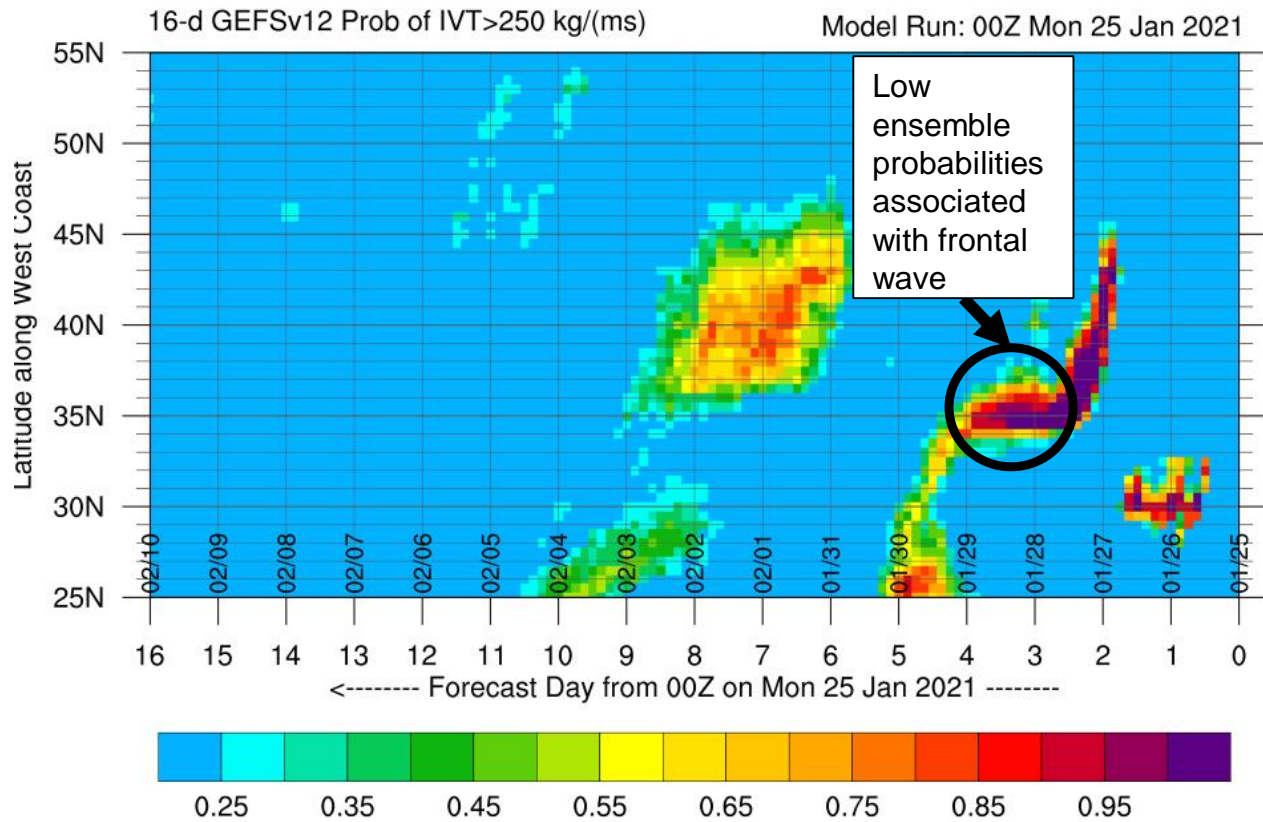 16-d GEFSv12 Prob of IVT>250 kg/(ms)
Model Run: 00Z Mon 25 Jan 2021
Low
ensemble
probabilities
associated
with frontal
wave
Latitude along West Coast
55N
50N
45N
40N
35N
30N
25N
02/10
02/09
02/08
02/07
02/06
02/05
02/04
02/03
02/02
02/01
01/31
01/30
01/29
01/28
01/27
01/26
01/25
16 15 14 13 12 11 10 9 8 7 6 5 4 3 2 1 0
<-------- Forecast Day from 00Z on Mon 25 Jan 2021 --------
0.25 0.35 0.45 0.55 0.65 0.75 0.85 0.95